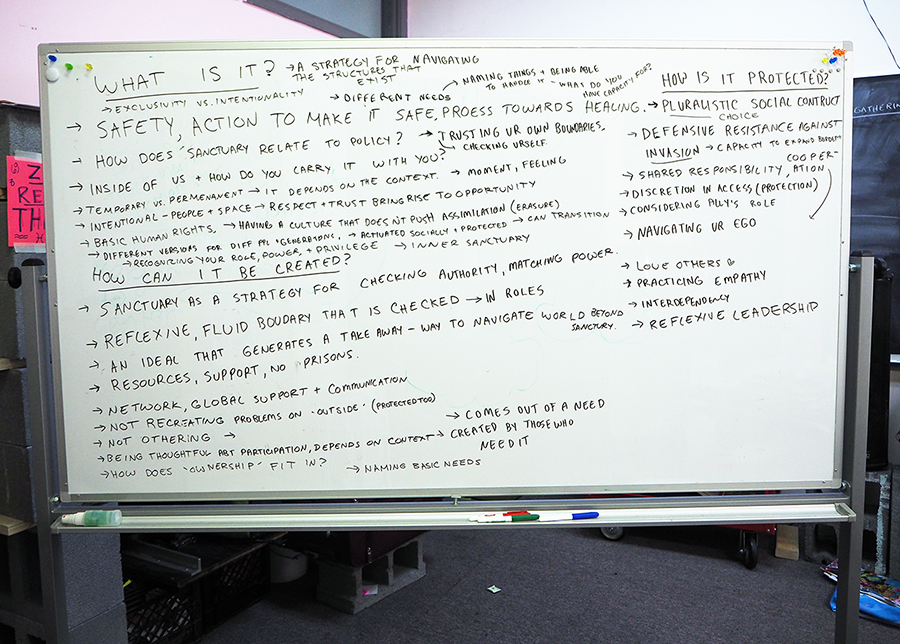 WHAT IS IT? → A STRATEGY FOR NAVIGATING
THE STRUCTURES THAT
EXIST
→ EXCLUSIVITY VS. INTENTIONALITY
→ DIFFERENT NEEDS
→ NAMING THINGS + BEING ABLE
TO HANDLE IT - WHAT DO YOU
HAVE CAPACITY FOR?
→ SAFETY, ACTION TO MAKE IT SAFE, PROESS TOWARDS HEALING.
→ HOW DOES 'SANCTUARY RELATE TO POLICY?
→ TRUSTING UR OWN BOUNDARIES,
CHECKING URSELF.
→ INSIDE OF US + HOW DO YOU CARRY IT WITH YOU?
→ TEMPORARY VS. PERMENANENT → IT DEPENDS ON THE CONTEXT. → MOMENT, FEELING
→ INTENTIONAL - PEOPLE + SPACE → RESPECT + TRUST BRING RISE TO OPPORTUNITY
→ BASIC HUMAN RIGHTS. → HAVING A CULTURE THAT DOES N'T PUSH ASSIMILATION (ERASURE)
→ DIFFERENT VERSIONS FOR DIFF PPL + GENERATIONS, → ACTIVATED SOCIALLY + PROTECTED → CAN TRANSITION
→ RECOGNIZING YOUR ROLE, POWER, + PRIVILEGE → INNER SANCTUARY
HOW CAN IT BE CREATED?
→ SANCTUARY AS A STRATEGY FOR CHECKING AUTHORITY, MATCHING POWER.
→ REFLEXIVE, FLUID BOUDARY THAT IS CHECKED → IN ROLES
→ AN IDEAL THAT GENERATES A TAKE AWAY - WAY TO NAVIGATE WORLD BEYOND
SANCTURY.
→ RESOURCES, SUPPORT, NO PRISONS.
→ NETWORK, GLOBAL SUPPORT + COMMUNICATION
→ NOT RECREATING PROBLEMS ON 'OUTSIDE' (PROTECTED TOO)
→ NOT OTHERING →
→ BEING THOUGHTFUL ABT PARTICIPATION, DEPENDS ON CONTEXT
→ HOW DOES 'OWNERSHIP' FIT IN? → NAMING BASIC NEEDS
→ COMES OUT OF A NEED
→ CREATED BY THOSE WHO
NEED IT
HOW IS IT PROTECTED?
→ PLURALISTIC SOCIAL CONTRACT
CHOICE
→ DEFENSIVE RESISTANCE AGAINST
INVASION → CAPACITY TO EXPAND BORDERS
→ SHARED RESPONSIBILITY, COOPER-
ATION
→ DISCRETION IN ACCESS (PROTECTION)
→ CONSIDERING
ROLE
→ NAVIGATING UR EGO
→ LOVE OTHERS
→ PRACTICING EMPATHY
→ INTERDEPENDENCY
→ REFLEXIVE LEADERSHIP
GATHERIN
Z
RE
TH